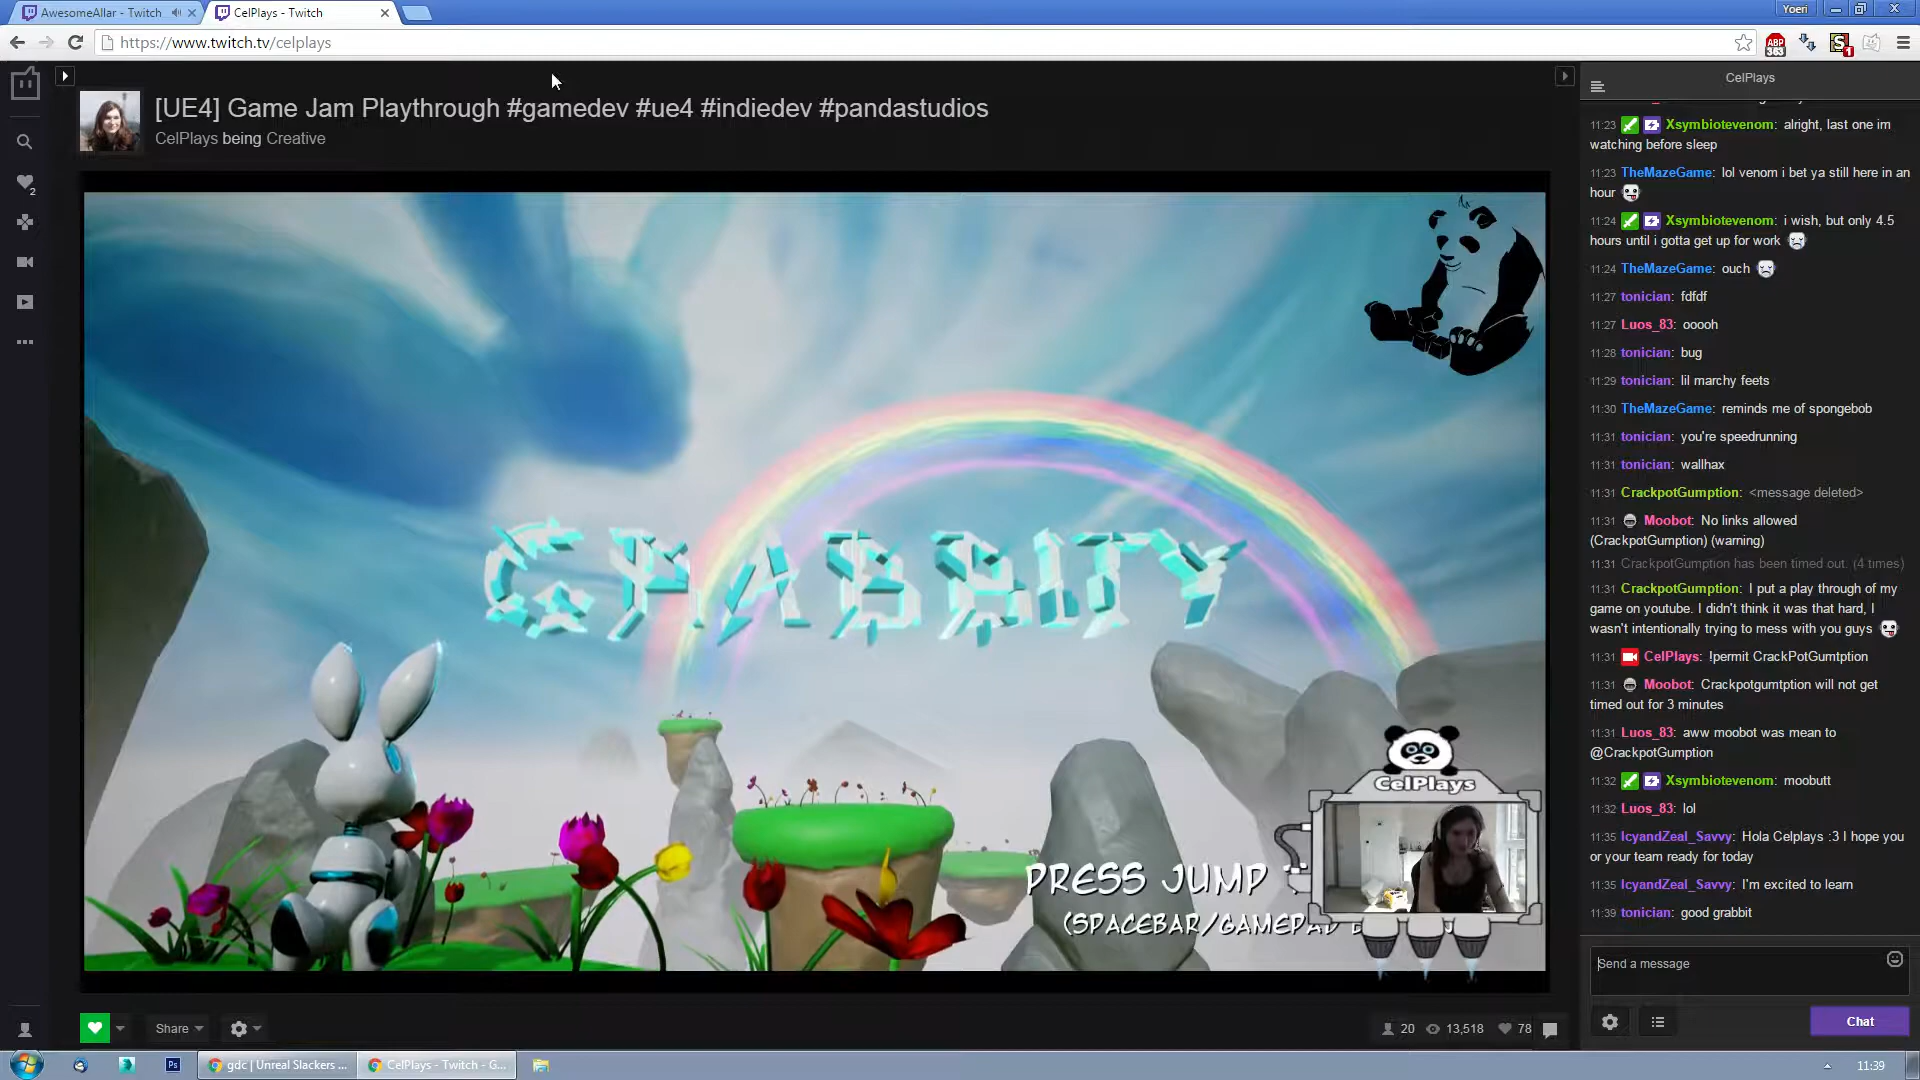 AwesomeAllar - Twitch
CelPlays - Twitch
Yoeri
https://www.twitch.tv/celplays
ABP
363
S
1
[UE4] Game Jam Playthrough #gamedev #ue4 #indiedev #pandastudios
CelPlays being Creative
2
GRABBITY
PRESS JUMP
(SPACEBAR/GAMEPAD
CelPlays
Share
20
13,518
78
CelPlays
11:23 Xsymbiotevenom: alright, last one im
watching before sleep
11:23 TheMazeGame: lol venom i bet ya still here in an
hour
11:24 Xsymbiotevenom: i wish, but only 4.5
hours until i gotta get up for work
11:24 TheMazeGame: ouch
11:27 tonician: fdfdf
11:27 Luos_83: ooooh
11:28 tonician: bug
11:29 tonician: lil marchy feets
11:30 TheMazeGame: reminds me of spongebob
11:31 tonician: you're speedrunning
11:31 tonician: wallhax
11:31 CrackpotGumption: <message deleted>
11:31 Moobot: No links allowed
(CrackpotGumption) (warning)
11:31 CrackpotGumption has been timed out. (4 times)
11:31 CrackpotGumption: I put a play through of my
game on youtube. I didn't think it was that hard, I
wasn't intentionally trying to mess with you guys
11:31 CelPlays: !permit CrackPotGumtption
11:31 Moobot: Crackpotgumtption will not get
timed out for 3 minutes
11:31 Luos_83: aww moobot was mean to
@CrackpotGumption
11:32 Xsymbiotevenom: moobutt
11:32 Luos_83: lol
11:35 IcyandZeal_Savvy: Hola Celplays :3 I hope you
or your team ready for today
11:35 IcyandZeal_Savvy: I'm excited to learn
11:39 tonician: good grabbit
Send a message
Chat
Ps
gdc | Unreal Slackers ...
CelPlays - Twitch - G...
11:39